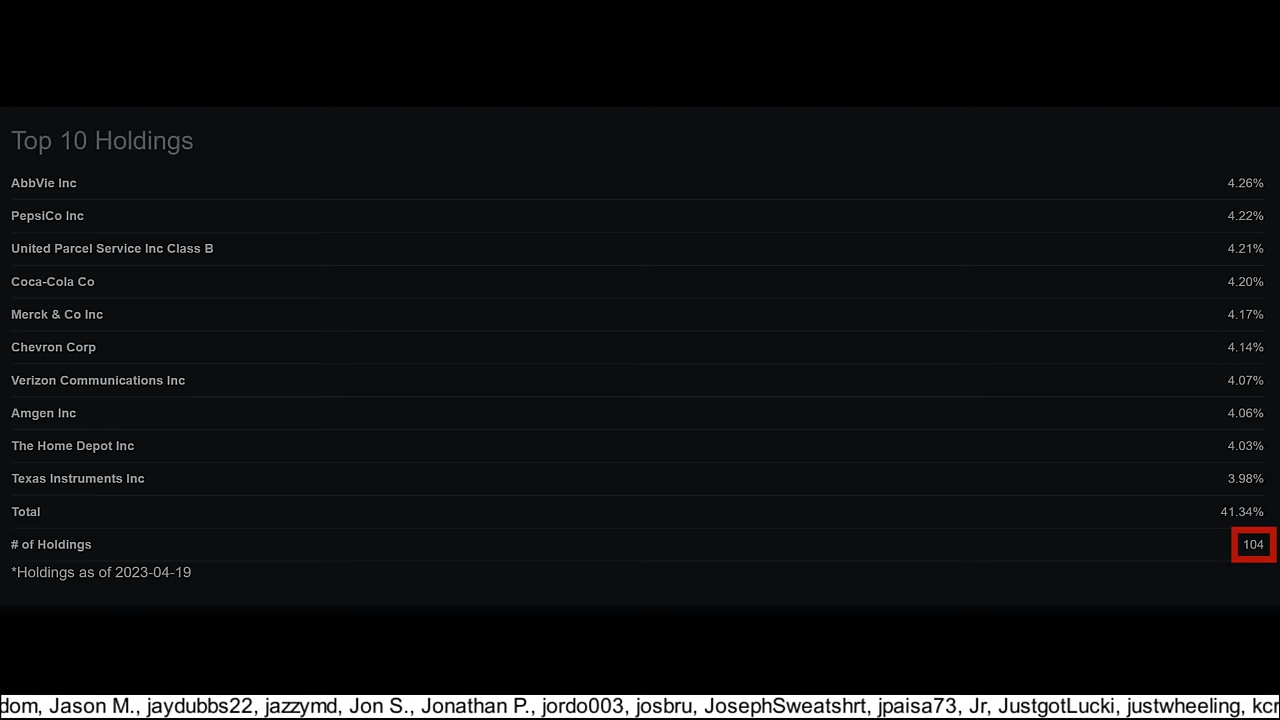 Top 10 Holdings
AbbVie Inc 4.26%
PepsiCo Inc 4.22%
United Parcel Service Inc Class B 4.21%
Coca-Cola Co 4.20%
Merck & Co Inc 4.17%
Chevron Corp 4.14%
Verizon Communications Inc 4.07%
Amgen Inc 4.06%
The Home Depot Inc 4.03%
Texas Instruments Inc 3.98%
Total 41.34%
# of Holdings 104
*Holdings as of 2023-04-19
dom, Jason M., jaydubbs22, jazzymd, Jon S., Jonathan P., jordo003, josbru, JosephSweatshrt, jpaisa73, Jr, JustgotLucki, justwheeling,